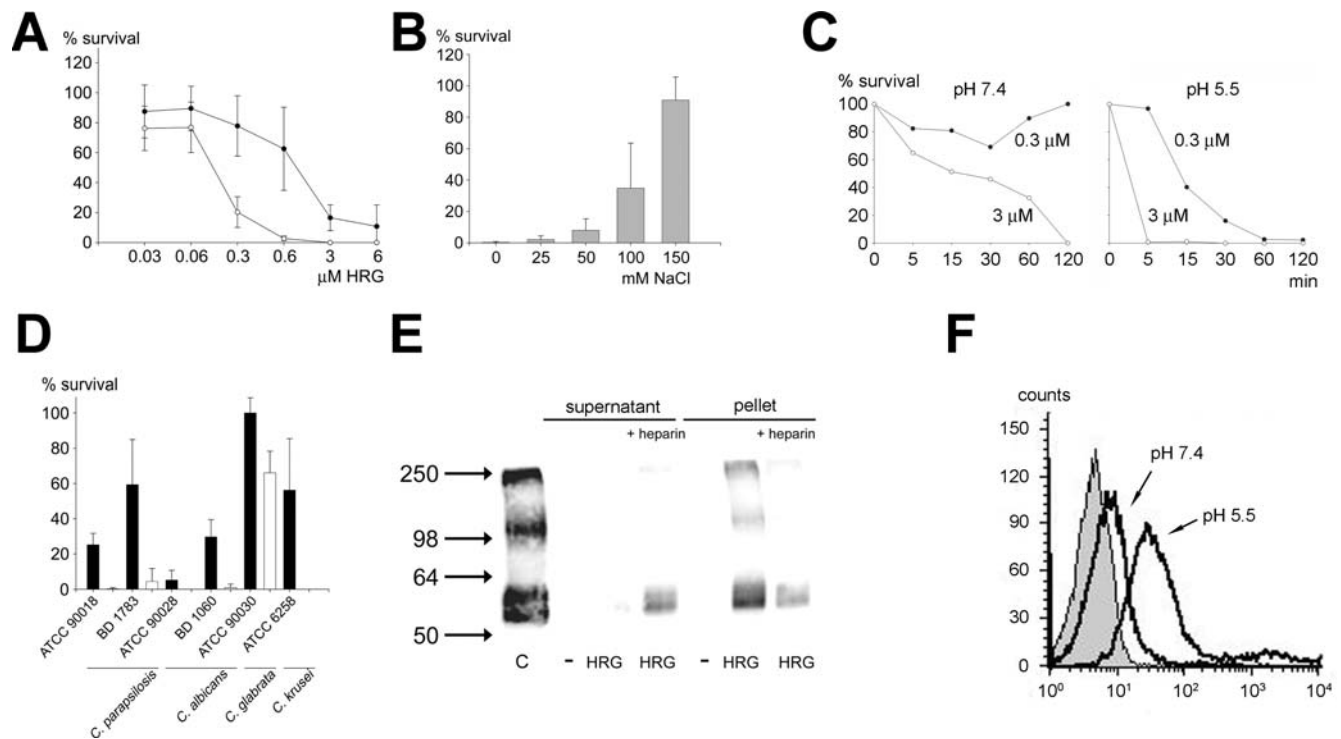 A
% survival
120
100
80
60
40
20
0
0.03 0.06 0.3 0.6 3 6
μM HRG
B
% survival
120
100
80
60
40
20
0
0 25 50 100 150
mM NaCl
C
% survival
pH 7.4 pH 5.5
100
80
60
40
20
0
0.3 μM
3 μM
0.3 μM
3 μM
0 5 15 30 60 120
0 5 15 30 60 120
min
D
% survival
100
80
60
40
20
0
ATCC 90018
BD 1783
ATCC 90028
BD 1060
ATCC 90030
ATCC 6258
C. parapsilosis
C. albicans
C. glabrata
C. krusei
E
supernatant pellet
+ heparin + heparin
250
98
64
50
C - HRG HRG - HRG HRG
F
counts
150
120
90
60
30
0
pH 7.4
pH 5.5
10⁰ 10¹ 10² 10³ 10⁴